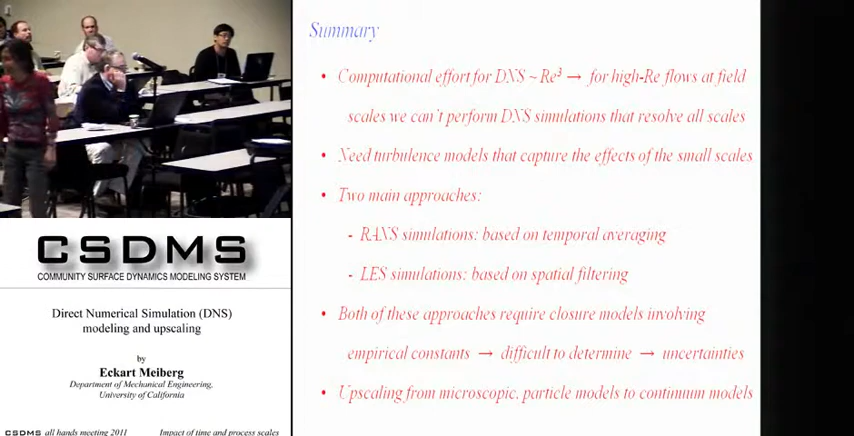 Summary
• Computational effort for DNS ~ Re³ → for high-Re flows at field
scales we can't perform DNS simulations that resolve all scales
• Need turbulence models that capture the effects of the small scales
• Two main approaches:
- RANS simulations: based on temporal averaging
- LES simulations: based on spatial filtering
• Both of these approaches require closure models involving
empirical constants → difficult to determine → uncertainties
• Upscaling from microscopic, particle models to continuum models
CSDMS
COMMUNITY SURFACE DYNAMICS MODELING SYSTEM
Direct Numerical Simulation (DNS)
modeling and upscaling
by
Eckart Meiberg
Department of Mechanical Engineering,
University of California
CSDMS all hands meeting 2011 Impact of time and process scales